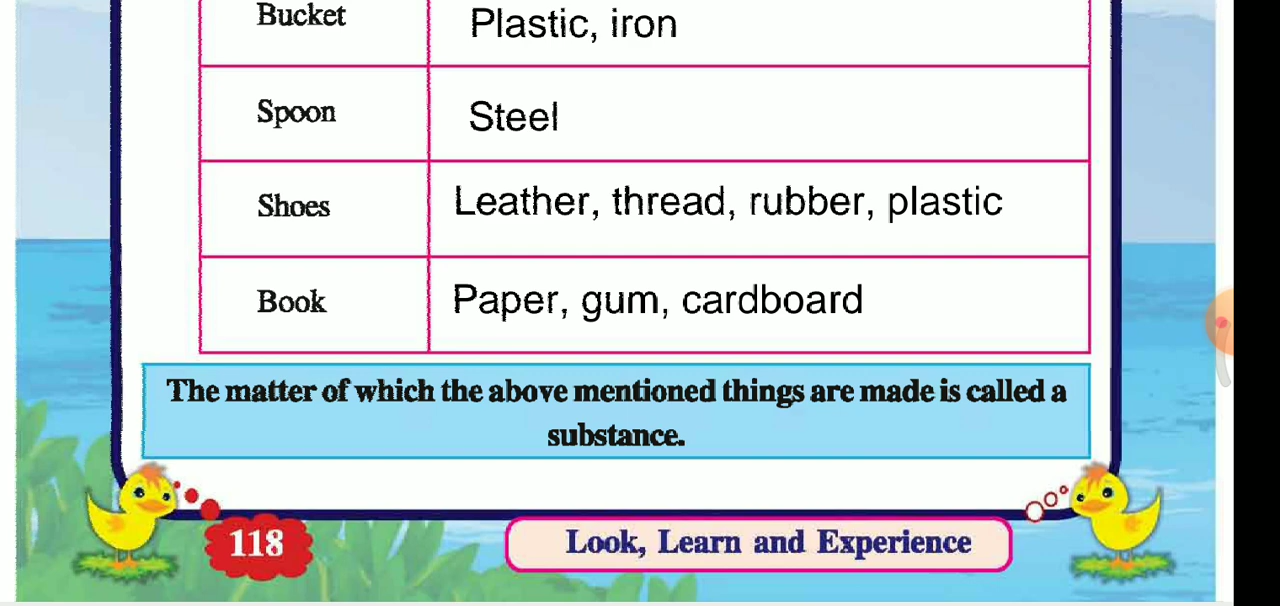 Bucket Plastic, iron
Spoon Steel
Shoes Leather, thread, rubber, plastic
Book Paper, gum, cardboard
The matter of which the above mentioned things are made is called a
substance.
118 Look, Learn and Experience